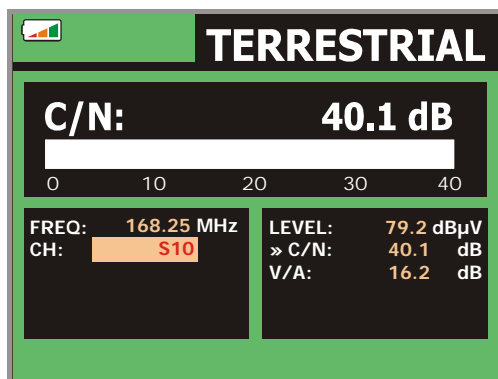 TERRESTRIAL
C/N: 40.1 dB
0 10 20 30 40
FREQ: 168.25 MHz
CH: S10
LEVEL: 79.2 dBµV
» C/N: 40.1 dB
V/A: 16.2 dB